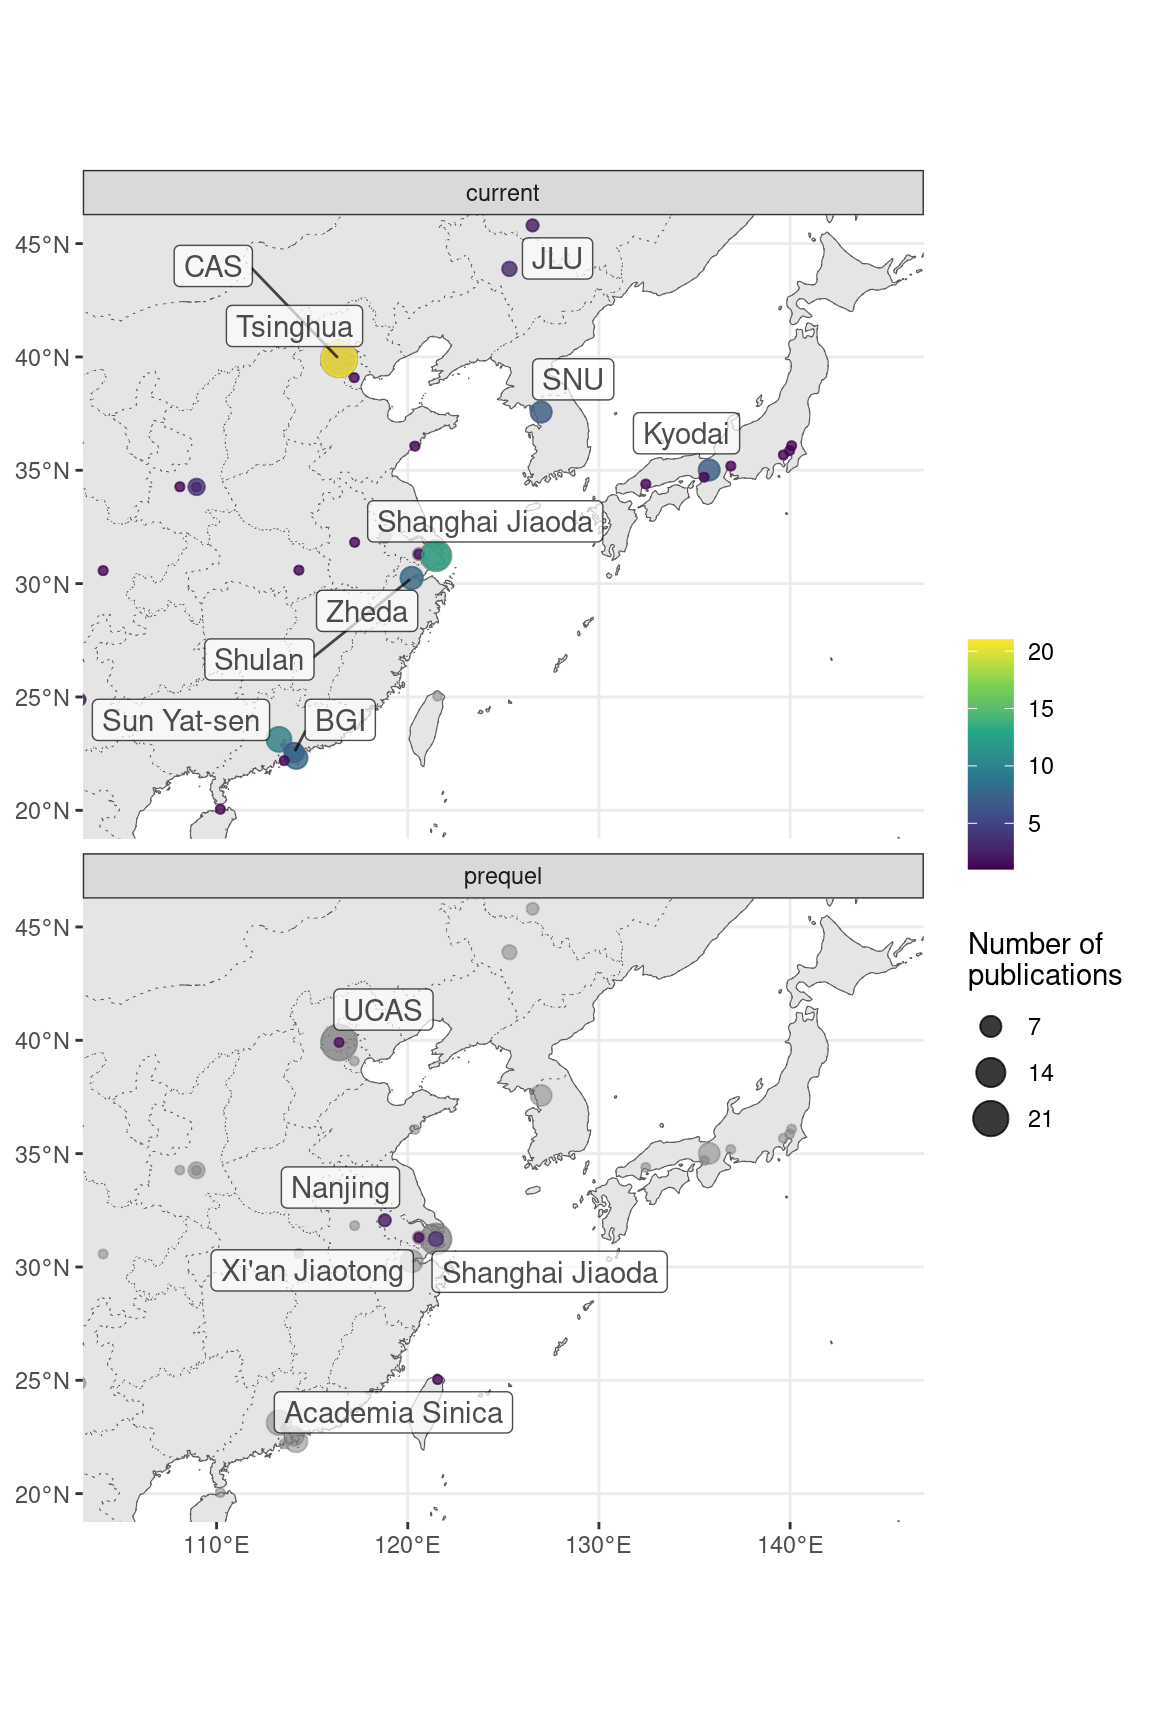 current
45°N
40°N
35°N
30°N
25°N
20°N
CAS
JLU
Tsinghua
SNU
Kyodai
Shanghai Jiaoda
Zheda
Shulan
Sun Yat-sen
BGI
prequel
45°N
40°N
35°N
30°N
25°N
20°N
UCAS
Nanjing
Xi'an Jiaotong
Shanghai Jiaoda
Academia Sinica
110°E
120°E
130°E
140°E
20
15
10
5
Number of
publications
7
14
21